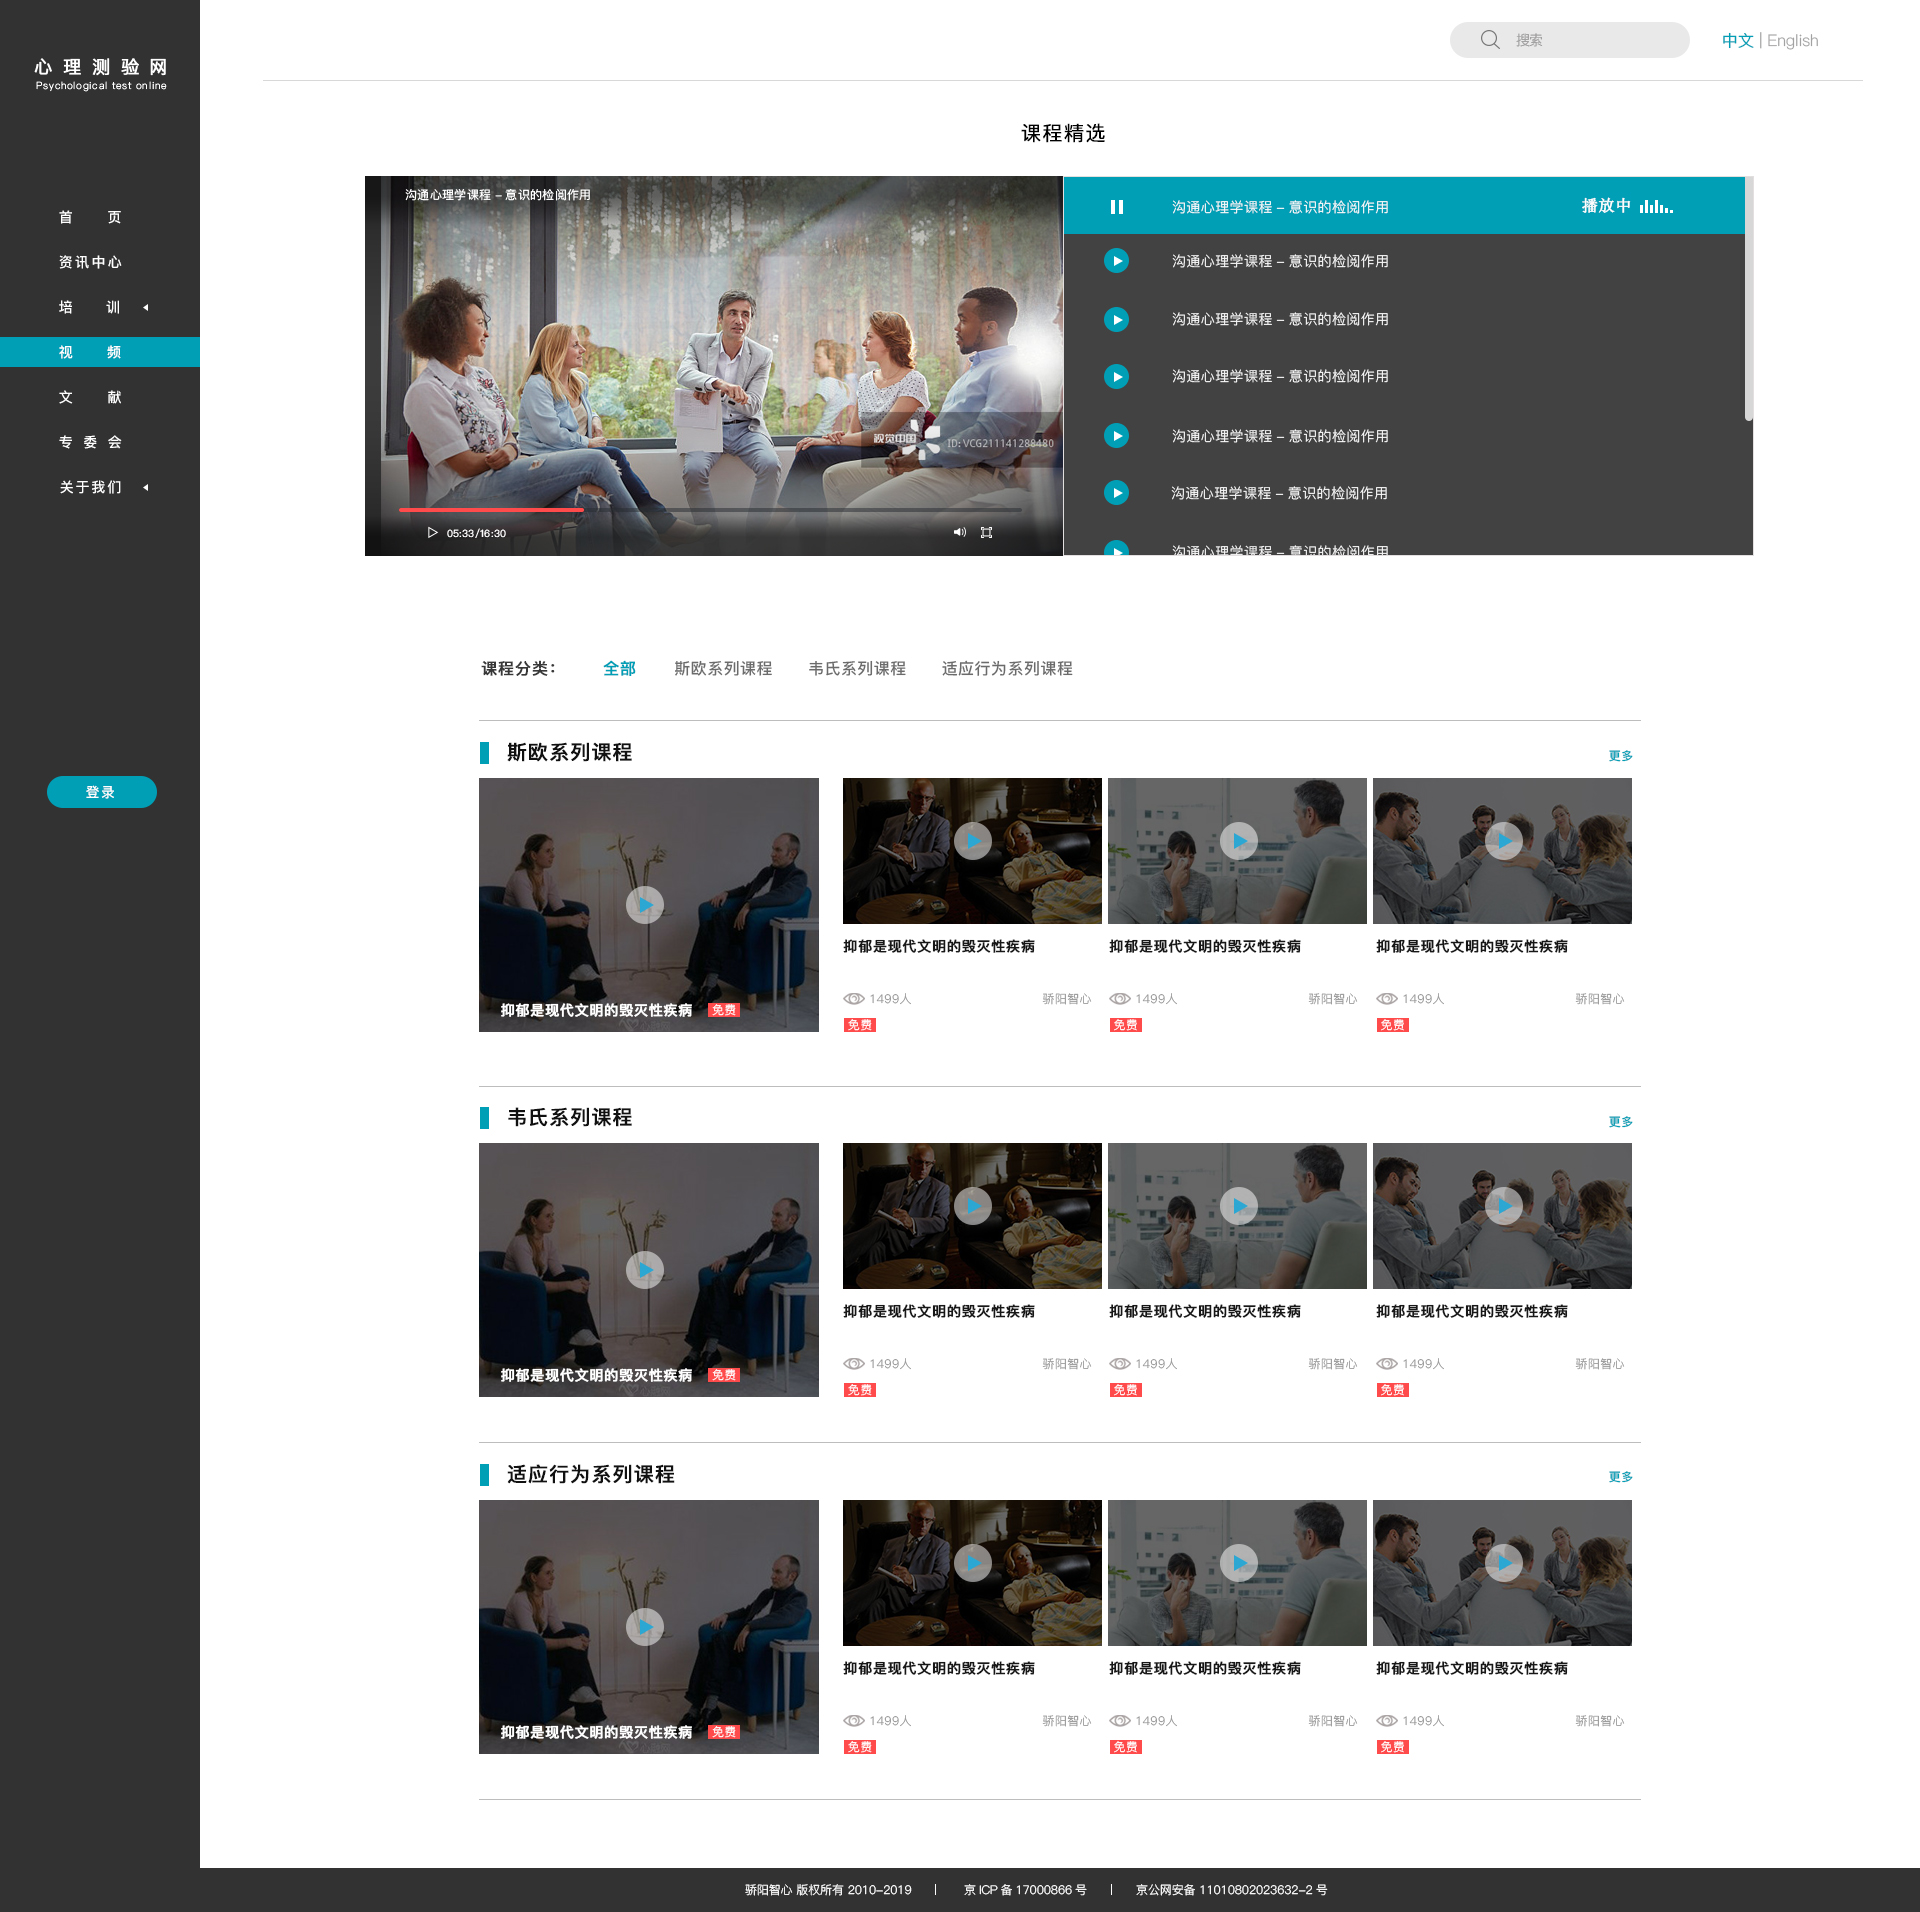 心理测验网
Psychological test online
首页
资讯中心
培训
视频
文献
专委会
关于我们
登录
搜索
中文 | English
课程精选
沟通心理学课程 – 意识的检阅作用
视觉中国
ID: VCG211141288480
05:33/16:30
沟通心理学课程 – 意识的检阅作用 播放中
沟通心理学课程 – 意识的检阅作用
沟通心理学课程 – 意识的检阅作用
沟通心理学课程 – 意识的检阅作用
沟通心理学课程 – 意识的检阅作用
沟通心理学课程 – 意识的检阅作用
沟通心理学课程 – 意识的检阅作用
课程分类： 全部 斯欧系列课程 韦氏系列课程 适应行为系列课程
斯欧系列课程 更多
抑郁是现代文明的毁灭性疾病 免费
抑郁是现代文明的毁灭性疾病 抑郁是现代文明的毁灭性疾病 抑郁是现代文明的毁灭性疾病
1499人 骄阳智心 1499人 骄阳智心 1499人 骄阳智心
免费 免费 免费
韦氏系列课程 更多
抑郁是现代文明的毁灭性疾病 免费
抑郁是现代文明的毁灭性疾病 抑郁是现代文明的毁灭性疾病 抑郁是现代文明的毁灭性疾病
1499人 骄阳智心 1499人 骄阳智心 1499人 骄阳智心
免费 免费 免费
适应行为系列课程 更多
抑郁是现代文明的毁灭性疾病 免费
抑郁是现代文明的毁灭性疾病 抑郁是现代文明的毁灭性疾病 抑郁是现代文明的毁灭性疾病
1499人 骄阳智心 1499人 骄阳智心 1499人 骄阳智心
免费 免费 免费
骄阳智心 版权所有 2010–2019 | 京 ICP 备 17000866 号 | 京公网安备 11010802023632–2 号